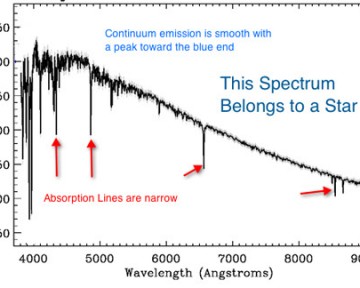 Continuum emission is smooth with
a peak toward the blue end
This Spectrum
Belongs to a Star
Absorption Lines are narrow
4000
5000
6000
7000
8000
Wavelength (Angstroms)